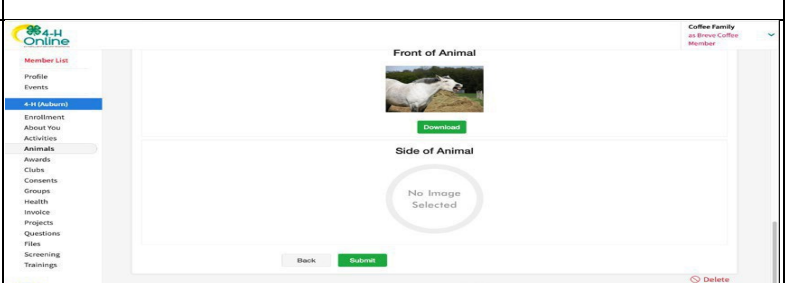 4-H
Online
Coffee Family
as Breve Coffee
Member
Member List
Profile
Events
4-H (Auburn)
Enrollment
About You
Activities
Animals
Awards
Clubs
Consents
Groups
Health
Invoice
Projects
Questions
Files
Screening
Trainings
Front of Animal
Download
Side of Animal
No Image
Selected
Back
Submit
Delete